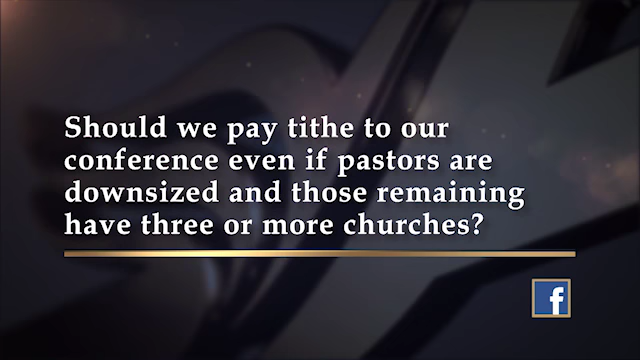 Should we pay tithe to our
conference even if pastors are
downsized and those remaining
have three or more churches?
f